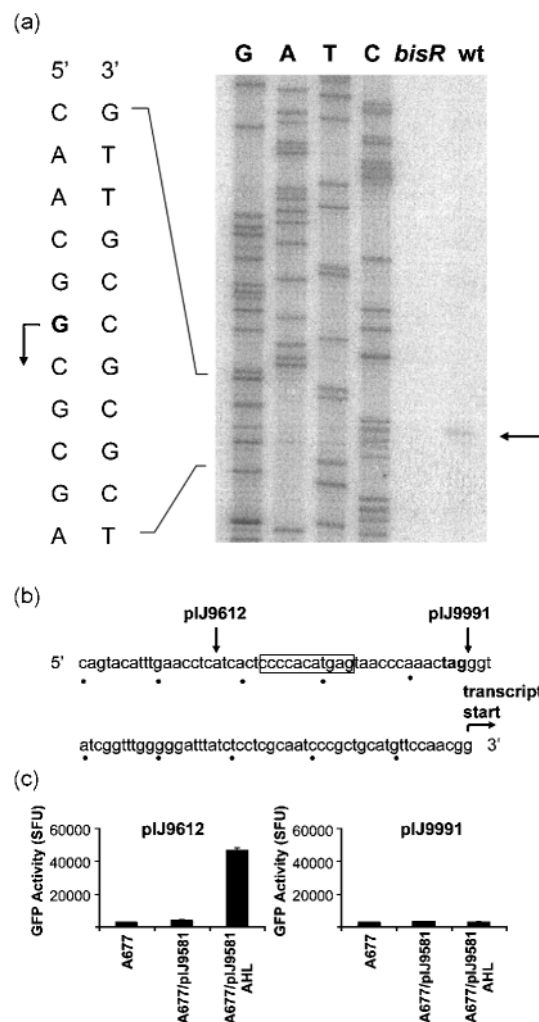 (a)
G A T C bisR wt
5' 3'
C G
A T
A T
C G
G C
G C
C G
G C
C G
G C
A T
(b)
pIJ9612 pIJ9991
5' cagtacatttgaacctcatcactccccacatgagtaacccaaactagggt
transcript
start
atcggtttgggggatttatctcctcgcaatcccgctgcatgttccaacgg 3'
(c)
pIJ9612
GFP Activity (SFU)
60000
40000
20000
A677
A677/pIJ9581
A677/pIJ9581
AHL
pIJ9991
GFP Activity (SFU)
60000
40000
20000
A677
A677/pIJ9581
A677/pIJ9581
AHL